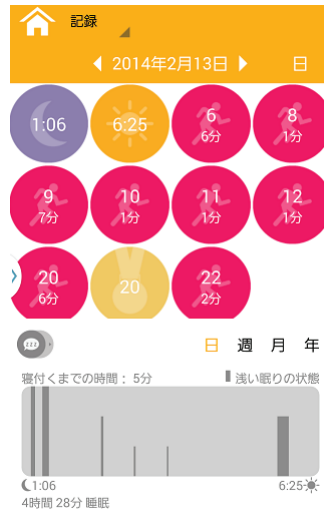 記録
2014年2月13日 日
1:06 6:25 6 6分 8 1分
9 7分 10 1分 11 1分 12 1分
20 6分 20 22 2分
日 週 月 年
寝付くまでの時間： 5分 浅い眠りの状態
1:06 6:25
4時間 28分 睡眠